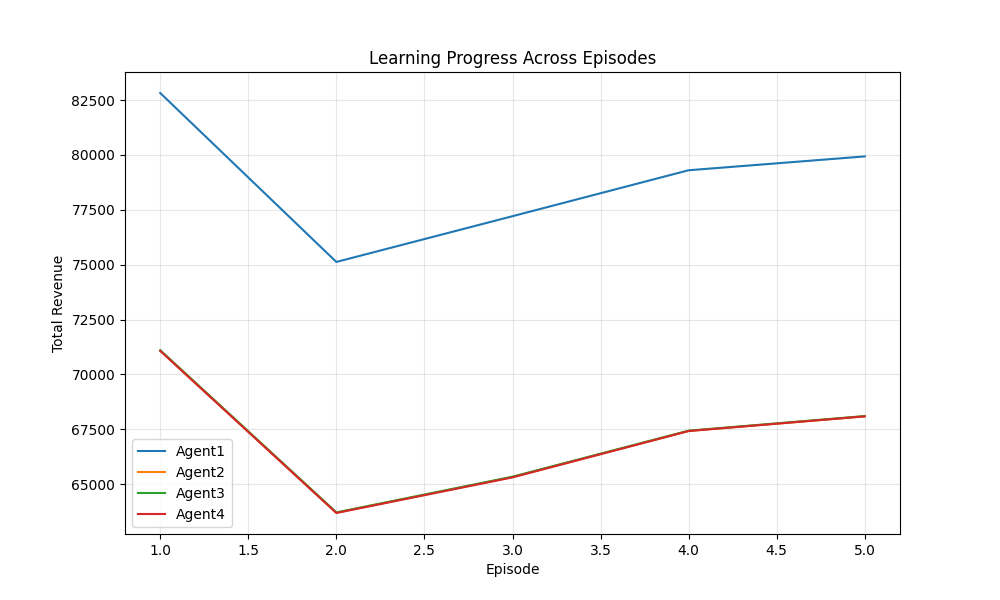 Learning Progress Across Episodes
Total Revenue
82500
80000
77500
75000
72500
70000
67500
65000
Agent1
Agent2
Agent3
Agent4
1.0 1.5 2.0 2.5 3.0 3.5 4.0 4.5 5.0
Episode